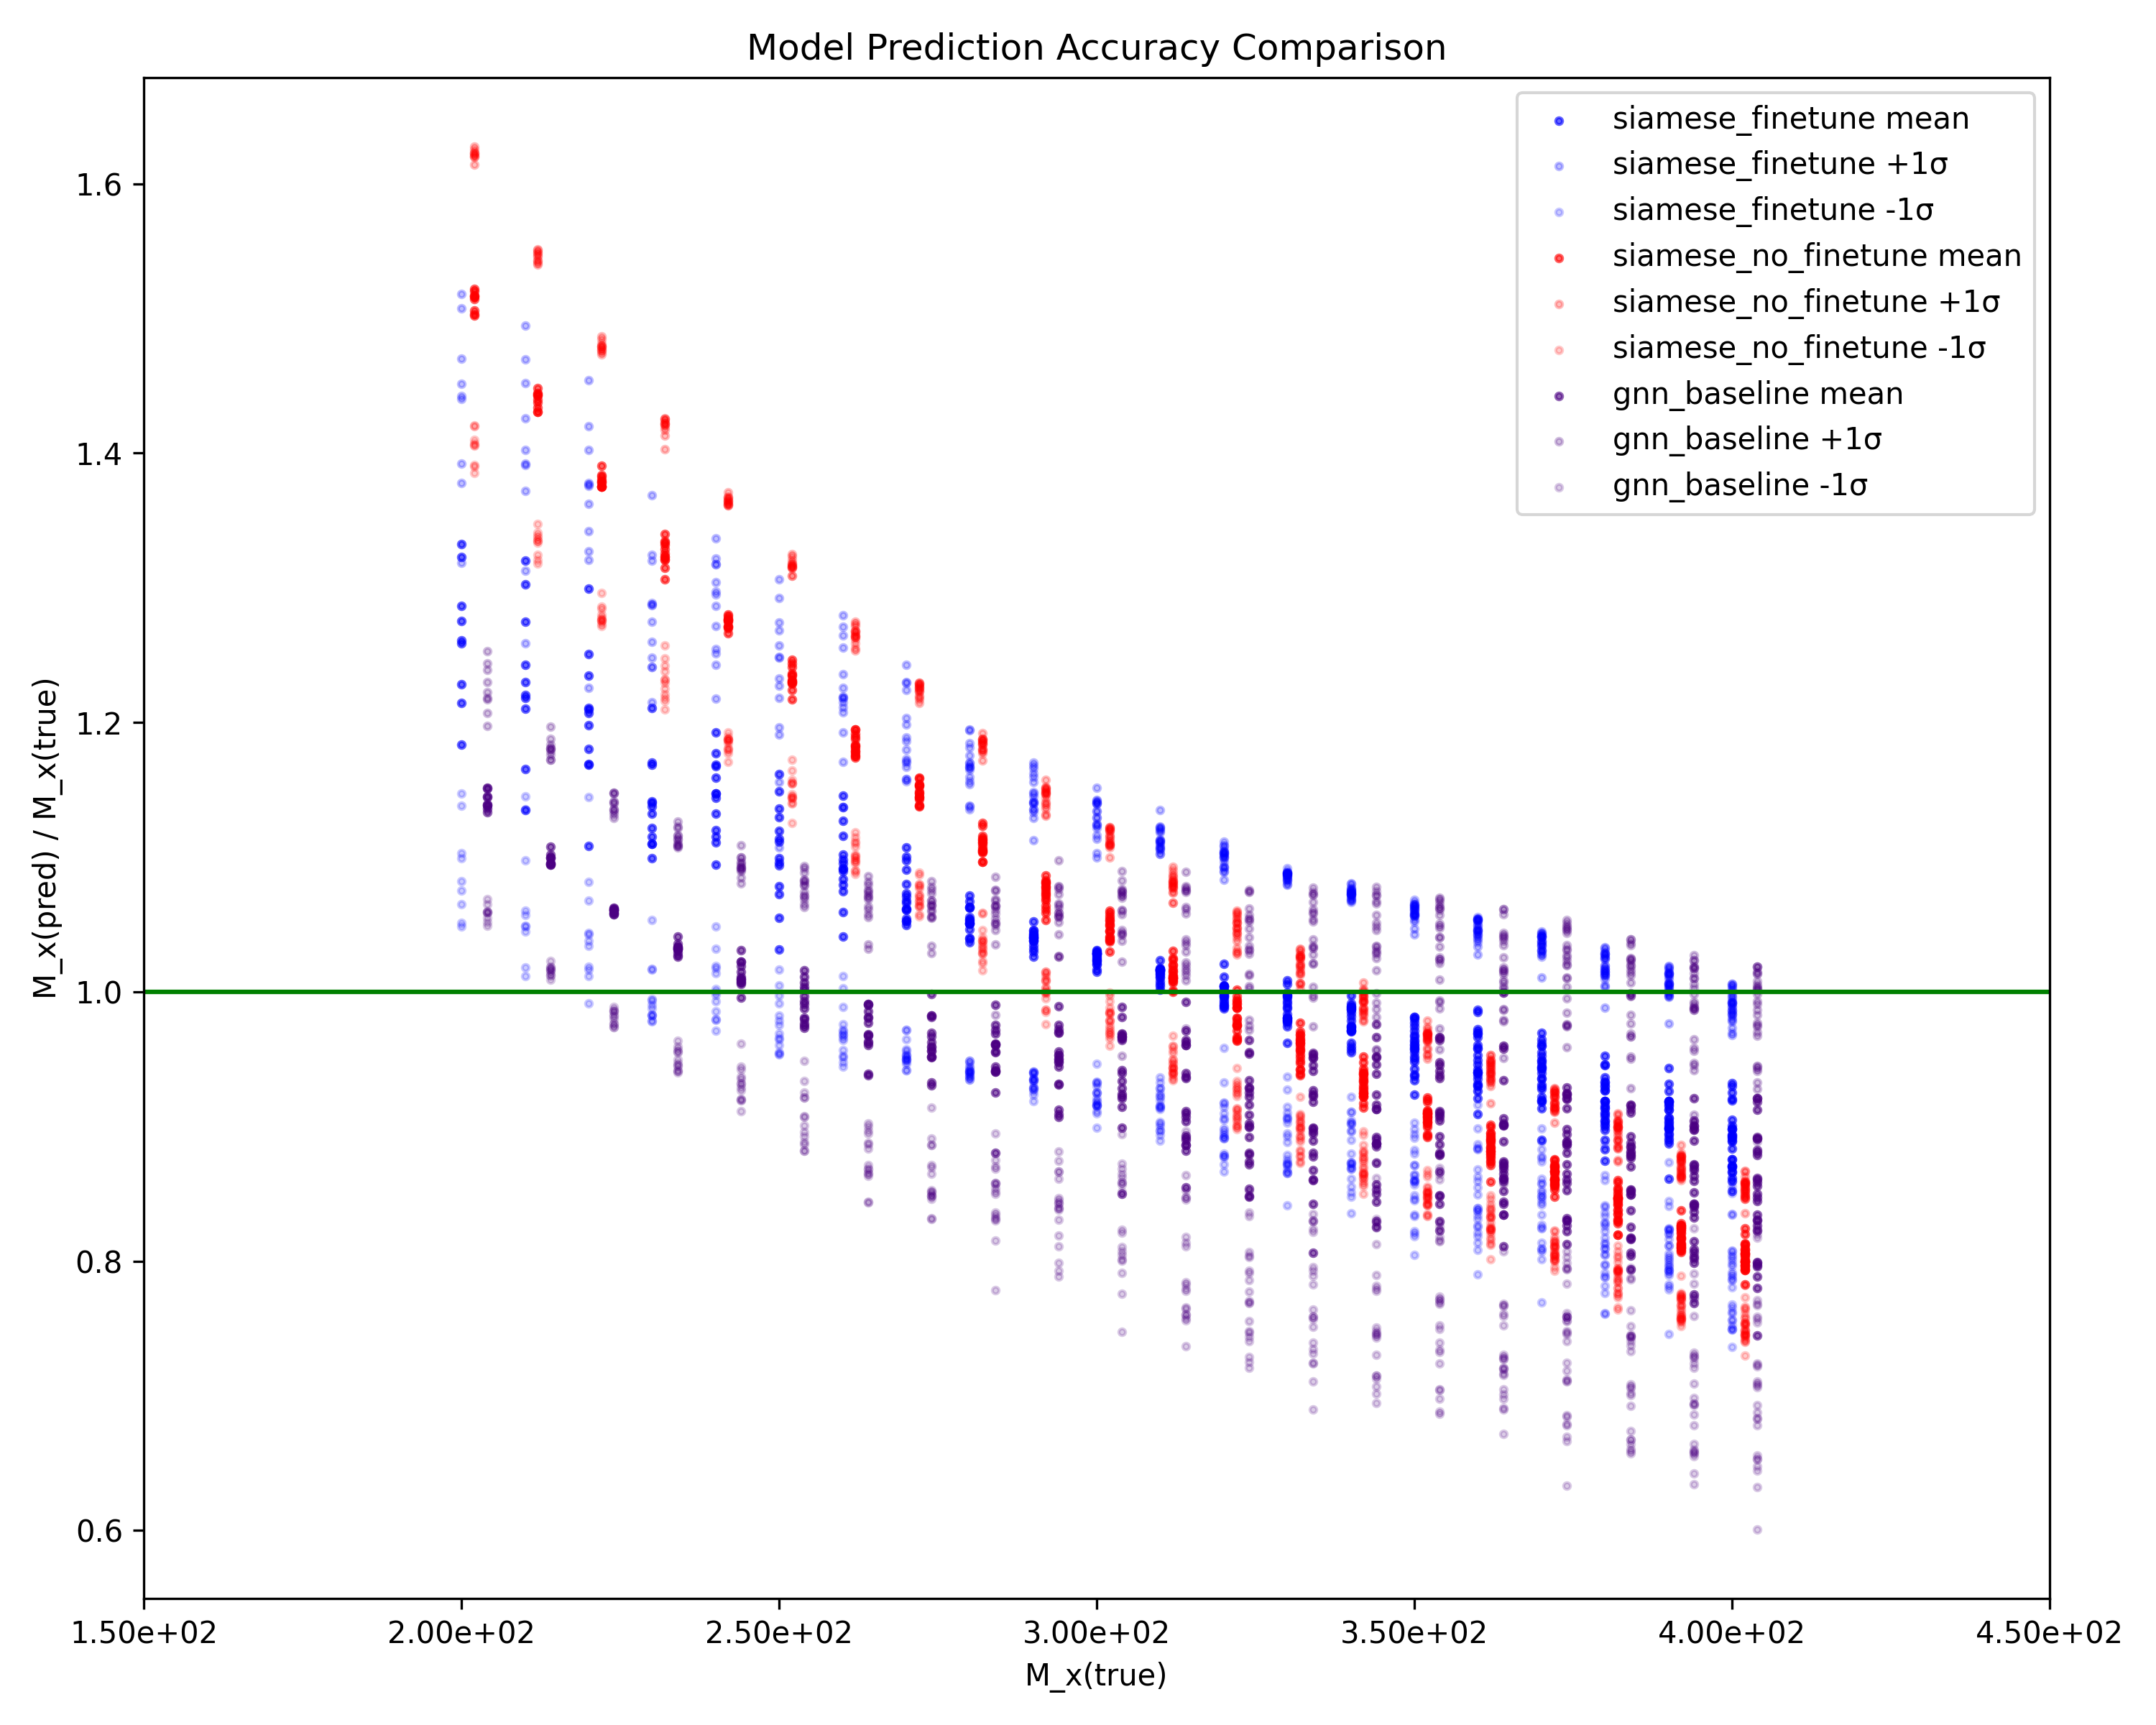 Model Prediction Accuracy Comparison
siamese_finetune mean
siamese_finetune +1σ
siamese_finetune -1σ
siamese_no_finetune mean
siamese_no_finetune +1σ
siamese_no_finetune -1σ
gnn_baseline mean
gnn_baseline +1σ
gnn_baseline -1σ
M_x(pred) / M_x(true)
1.6
1.4
1.2
1.0
0.8
0.6
1.50e+02
2.00e+02
2.50e+02
3.00e+02
3.50e+02
4.00e+02
4.50e+02
M_x(true)